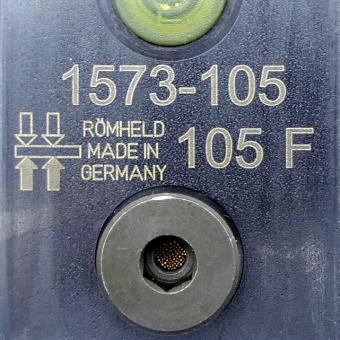 1573-105
RÖMHELD
MADE IN
GERMANY
105 F